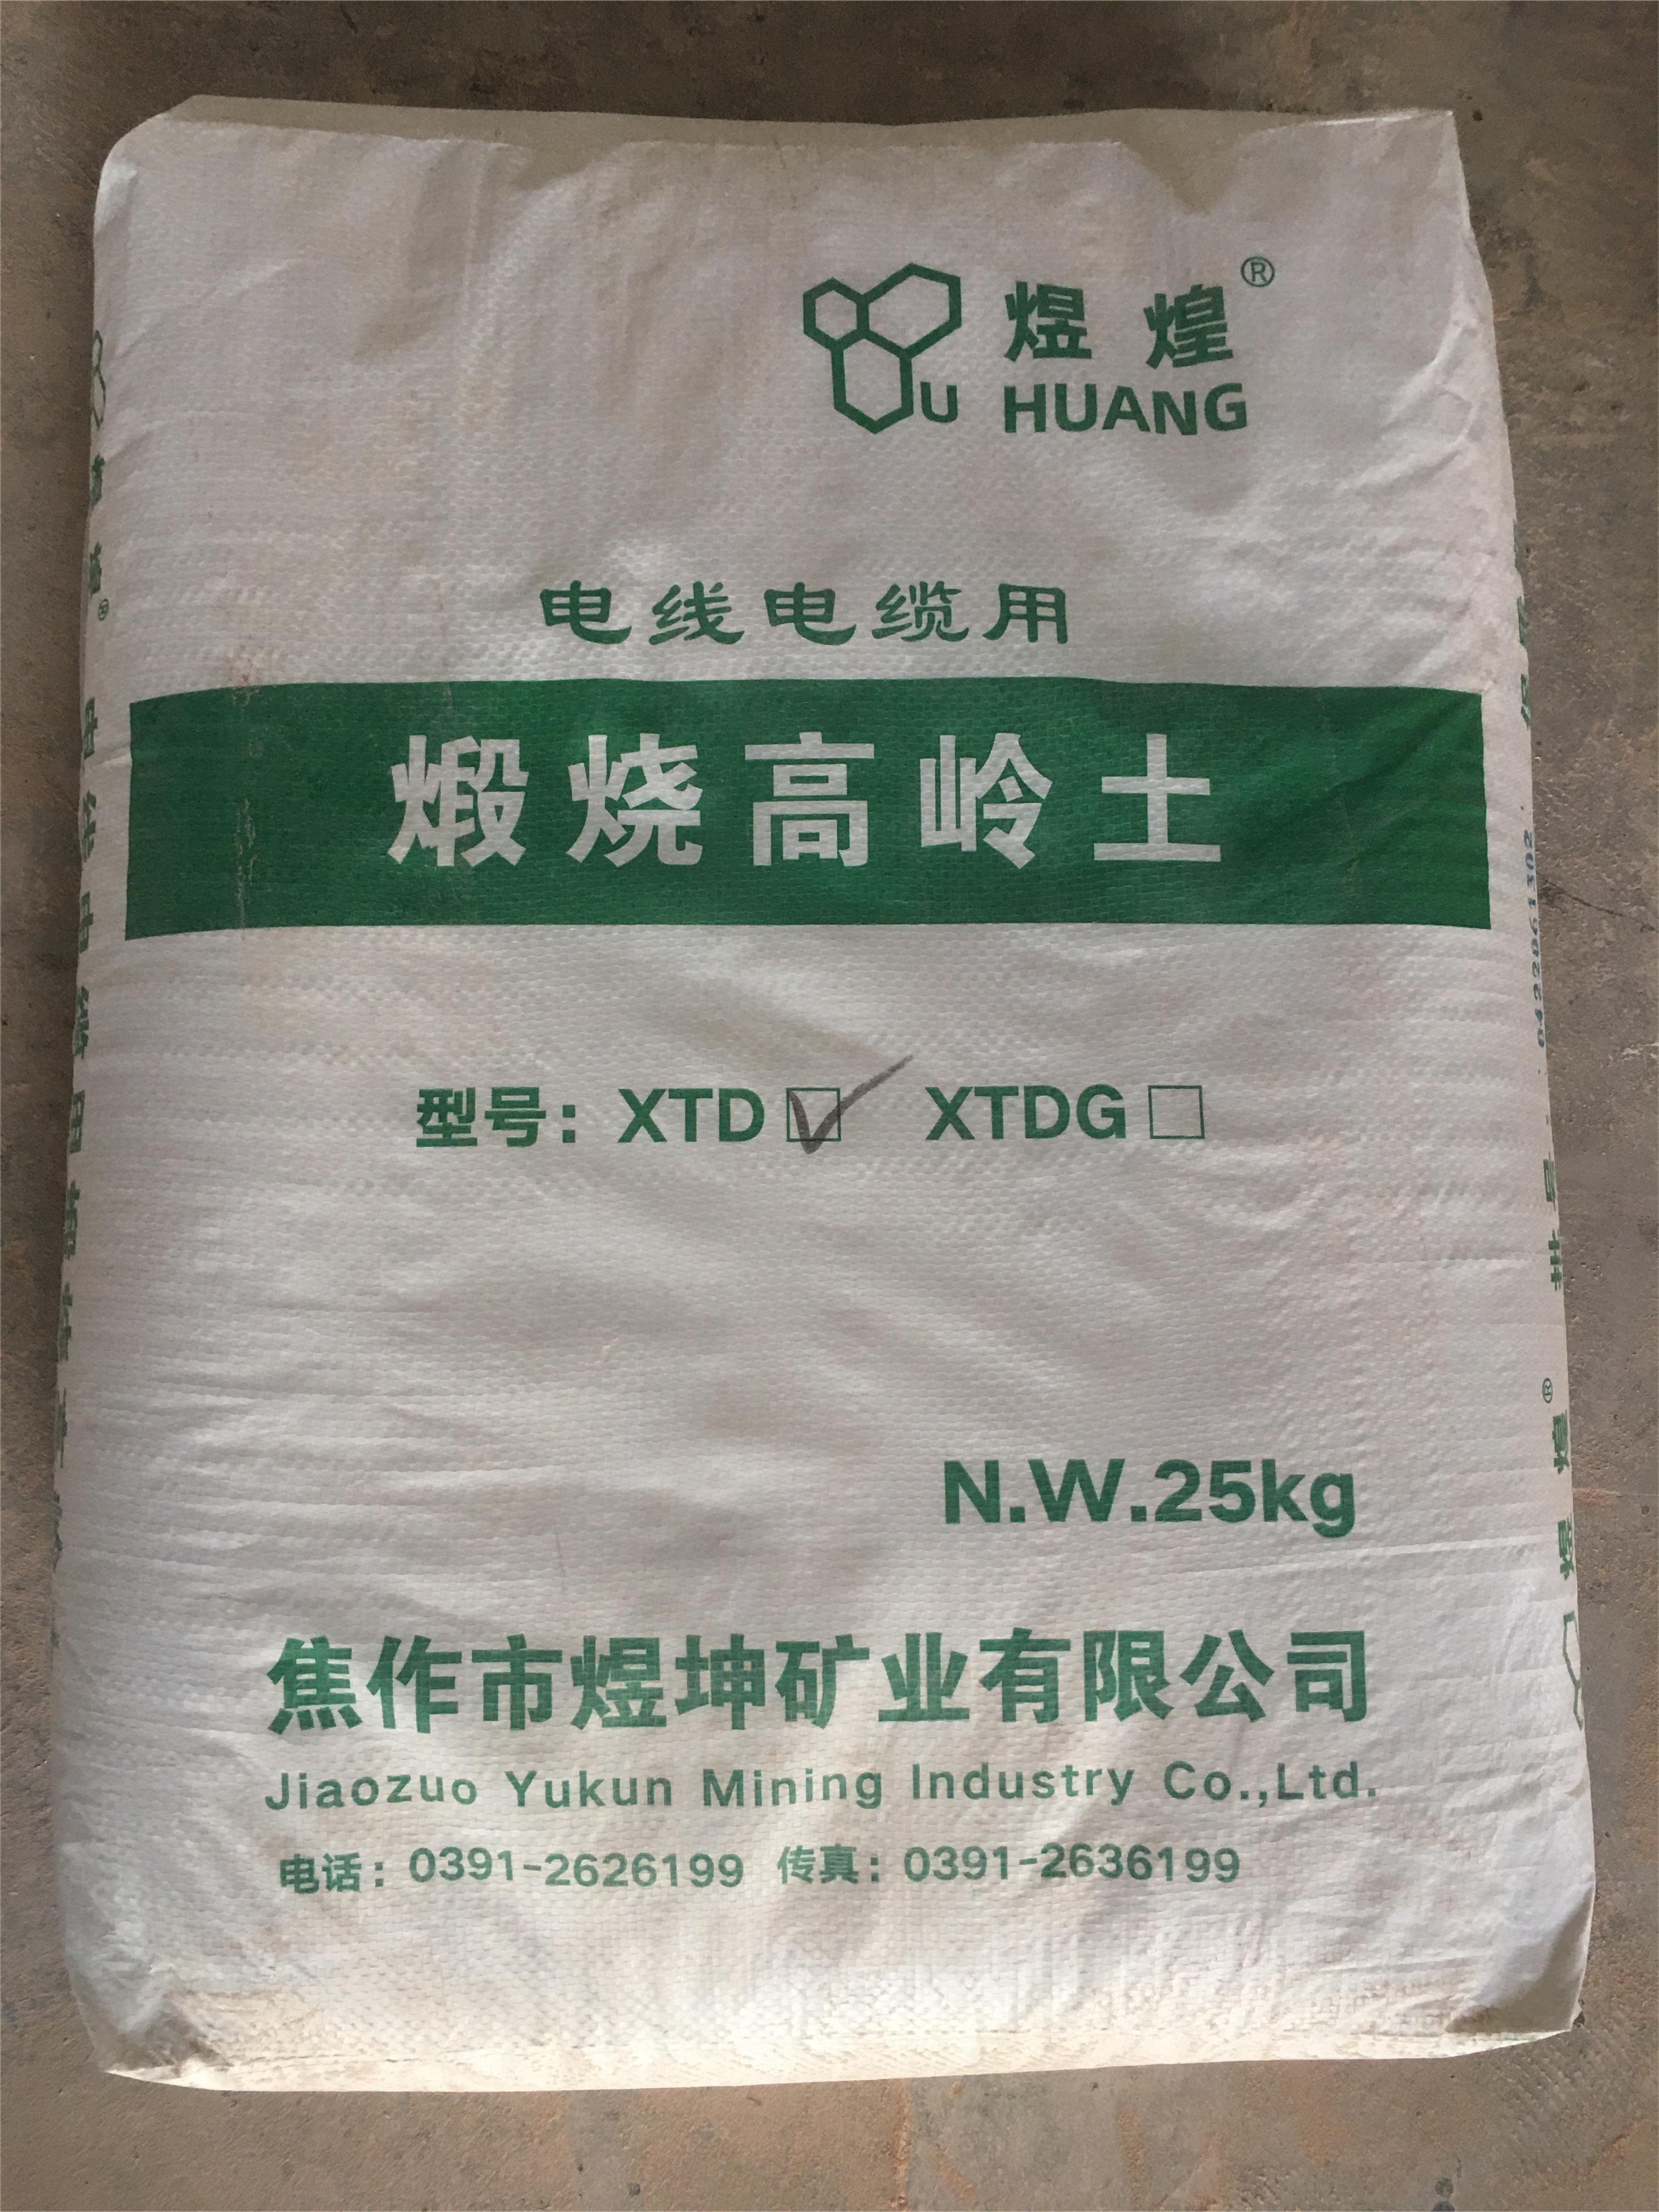 煜煌®
YU HUANG
电线电缆用
煅烧高岭土
型号：XTD☑ XTDG□
N.W.25kg
焦作市煜坤矿业有限公司
Jiaozuo Yukun Mining Industry Co.,Ltd.
电话：0391-2626199 传真：0391-2636199